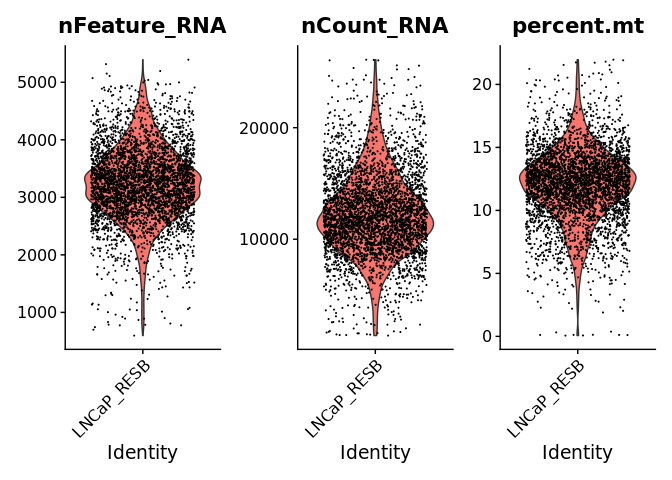 nFeature_RNA
5000
4000
3000
2000
1000
LNCaP_RESB
Identity
nCount_RNA
20000
10000
LNCaP_RESB
Identity
percent.mt
20
15
10
5
0
LNCaP_RESB
Identity